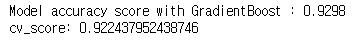 Model accuracy score with GradientBoost : 0.9298
cv_score: 0.922437952438746